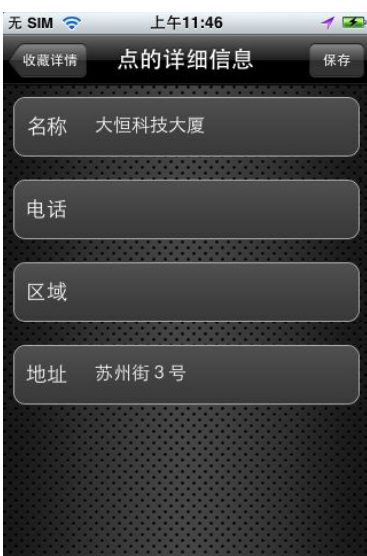 无 SIM 上午11:46
收藏详情 点的详细信息 保存
名称 大恒科技大厦
电话
区域
地址 苏州街3号